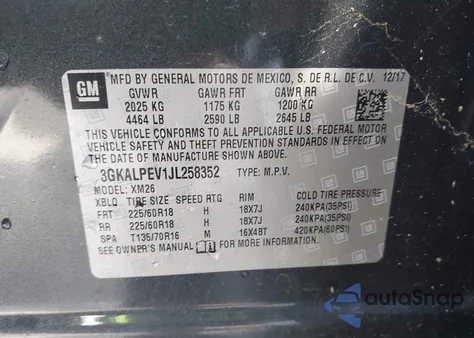 GM
MFD BY GENERAL MOTORS DE MEXICO, S. DE R.L. DE C.V. 12/17
GVWR GAWR FRT GAWR RR
2025 KG 1175 KG 1200 KG
4464 LB 2590 LB 2645 LB
THIS VEHICLE CONFORMS TO ALL APPLICABLE U.S. FEDERAL MOTOR
VEHICLE SAFETY AND THEFT PREVENTION STANDARDS IN EFFECT ON THE
DATE OF MANUFACTURE SHOWN ABOVE.
3GKALPEV1JL258352 TYPE: M.P.V.
MODEL: XM26
XBLQ TIRE SIZE SPEED RTG RIM COLD TIRE PRESSURE
FRT 225/60R18 H 18X7J 240KPA(35PSI)
RR 225/60R18 H 18X7J 240KPA(35PSI)
SPA T135/70R16 M 16X4BT 420KPA(60PSI)
SEE OWNER'S MANUAL FOR ADDITIONAL INFORMATION.
AutoSnap